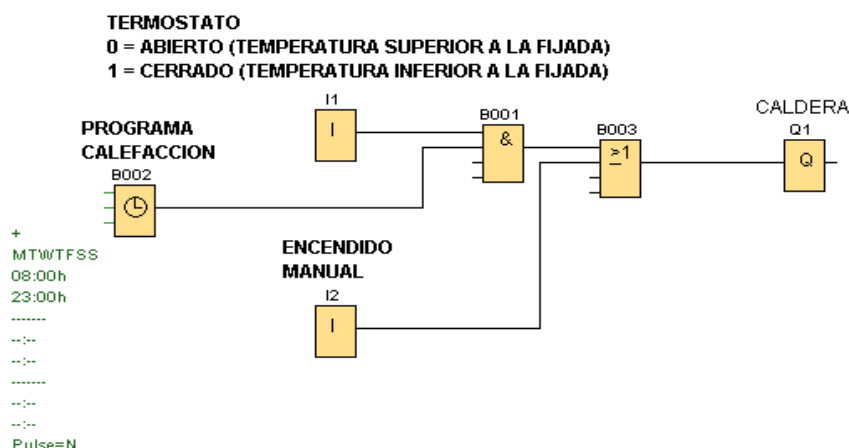 TERMOSTATO
0 = ABIERTO (TEMPERATURA SUPERIOR A LA FIJADA)
1 = CERRADO (TEMPERATURA INFERIOR A LA FIJADA)
I1
I
PROGRAMA
CALEFACCION
B002
B001
&
B003
≥1
CALDERA
Q1
Q
+
MTWTFSS
08:00h
23:00h
-------
--:--
--:--
-------
--:--
--:--
Pulse=N
ENCENDIDO
MANUAL
I2
I